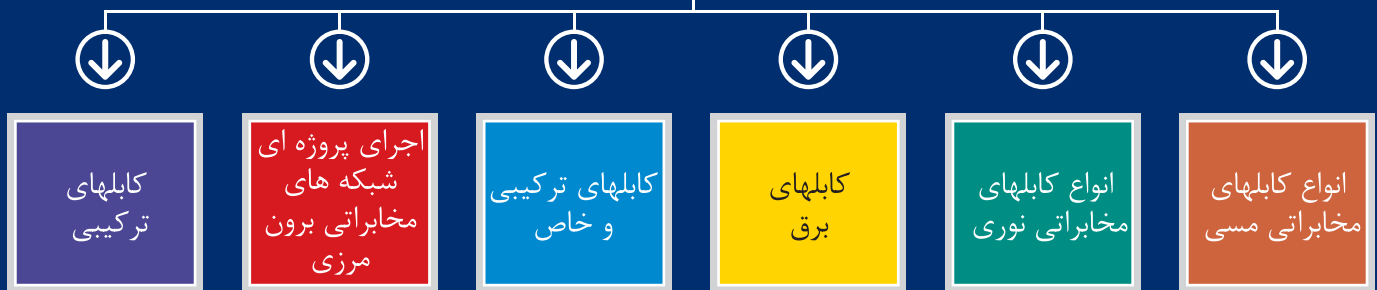 انواع کابلهای
مخابراتی مسی
انواع کابلهای
مخابراتی نوری
کابلهای
برق
کابلهای ترکیبی
و خاص
اجرای پروژه ای
شبکه های
مخابراتی برون
مرزی
کابلهای
ترکیبی